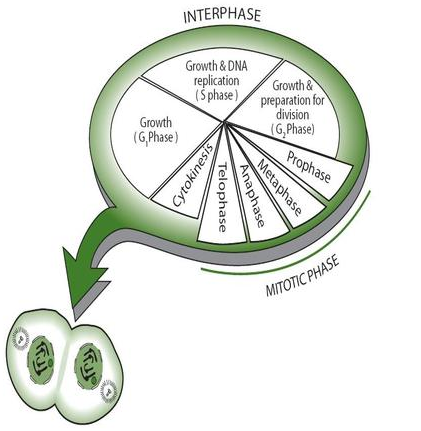 INTERPHASE
Growth & DNA
replication
( S phase )
Growth &
preparation for
division
( G₂ Phase)
Growth
( G₁ Phase )
Prophase
Metaphase
Anaphase
Telophase
Cytokinesis
MITOTIC PHASE